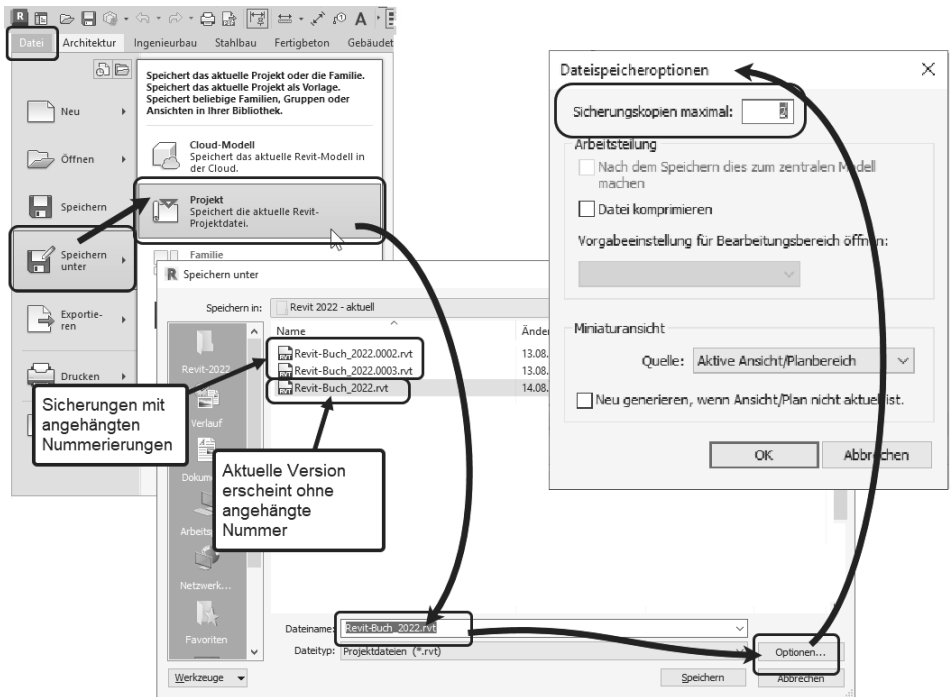 Datei Architektur Ingenieurbau Stahlbau Fertigbeton Gebäudet
Neu
Öffnen
Speichern
Speichern
unter
Exportie-
ren
Drucken
Speichert das aktuelle Projekt oder die Familie.
Speichert das aktuelle Projekt als Vorlage.
Speichert beliebige Familien, Gruppen oder
Ansichten in Ihrer Bibliothek.
Cloud-Modell
Speichert das aktuelle Revit-Modell in
der Cloud.
Projekt
Speichert die aktuelle Revit-
Projektdatei.
Familie
Speichern unter
Speichern in: Revit 2022 - aktuell
Name Änder
Revit-Buch_2022.0002.rvt 13.08.
Revit-Buch_2022.0003.rvt 13.08.
Revit-Buch_2022.rvt 14.08.
Revit-2022
Verlauf
Dokum
Arbeits
Netzwerk...
Favoriten
Sicherungen mit
angehängten
Nummerierungen
Aktuelle Version
erscheint ohne
angehängte
Nummer
Dateiname: Revit-Buch_2022.rvt
Dateityp: Projektdateien (*.rvt)
Optionen...
Werkzeuge Speichern Abbrechen
Dateispeicheroptionen
Sicherungskopien maximal:
Arbeitsteilung
Nach dem Speichern dies zum zentralen Modell
machen
Datei komprimieren
Vorgabeeinstellung für Bearbeitungsbereich öffnen:
Miniaturansicht
Quelle: Aktive Ansicht/Planbereich
Neu generieren, wenn Ansicht/Plan nicht aktuell ist.
OK Abbrechen